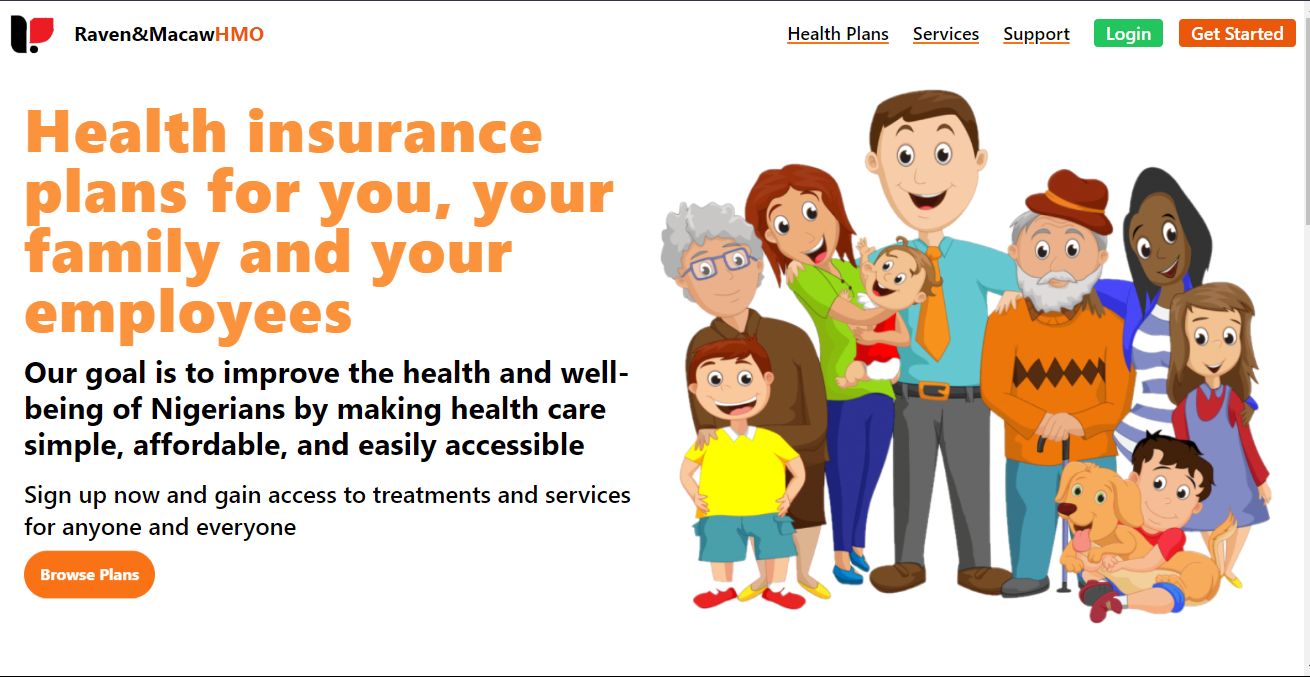 Raven&MacawHMO
Health Plans
Services
Support
Login
Get Started
Health insurance
plans for you, your
family and your
employees
Our goal is to improve the health and well-
being of Nigerians by making health care
simple, affordable, and easily accessible
Sign up now and gain access to treatments and services
for anyone and everyone
Browse Plans